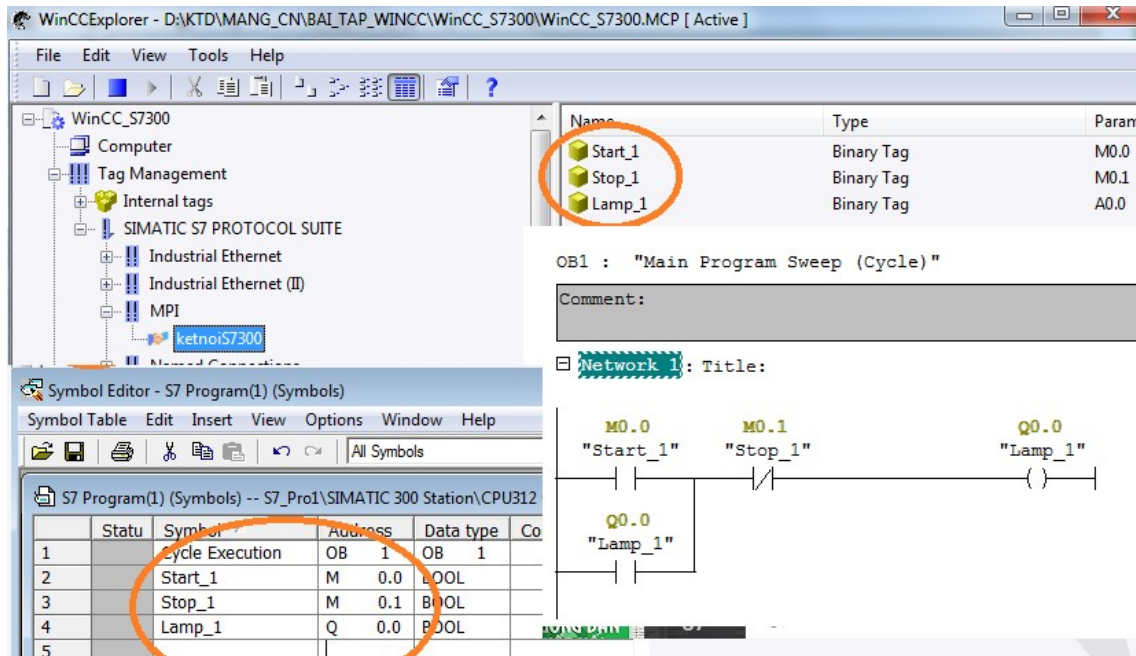 WinCCExplorer - D:\KTD\MANG_CN\BAI_TAP_WINCC\WinCC_S7300\WinCC_S7300.MCP [ Active ]
File Edit View Tools Help
WinCC_S7300
Computer
Tag Management
Internal tags
SIMATIC S7 PROTOCOL SUITE
Industrial Ethernet
Industrial Ethernet (II)
MPI
ketnoiS7300
Named Connections
Name Type Param
Start_1 Binary Tag M0.0
Stop_1 Binary Tag M0.1
Lamp_1 Binary Tag A0.0
OB1 : "Main Program Sweep (Cycle)"
Comment:
Network 1: Title:
M0.0 M0.1 Q0.0
"Start_1" "Stop_1" "Lamp_1"
Q0.0
"Lamp_1"
Symbol Editor - S7 Program(1) (Symbols)
Symbol Table Edit Insert View Options Window Help
All Symbols
S7 Program(1) (Symbols) -- S7_Pro1\SIMATIC 300 Station\CPU312
Statu Symbol Address Data type Co
1 Cycle Execution OB 1 OB 1
2 Start_1 M 0.0 BOOL
3 Stop_1 M 0.1 BOOL
4 Lamp_1 Q 0.0 BOOL
5